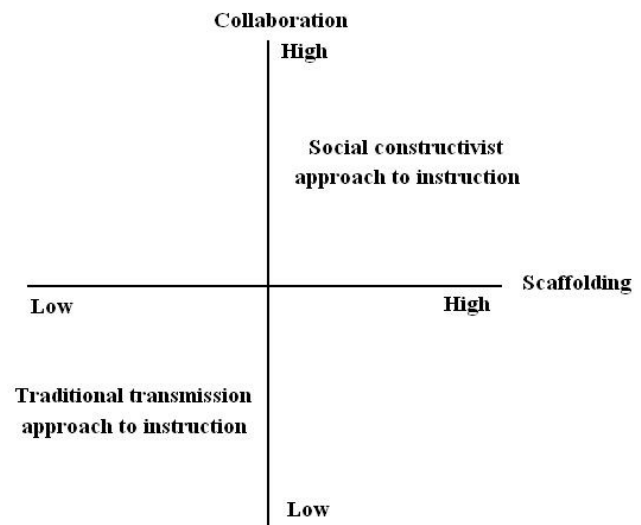 Collaboration
High
Social constructivist
approach to instruction
Scaffolding
Low
High
Traditional transmission
approach to instruction
Low